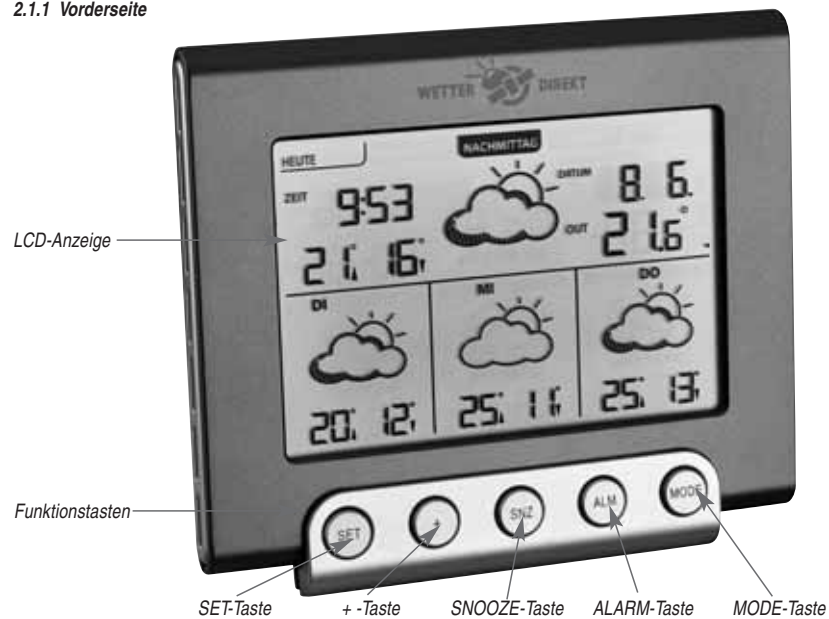 2.1.1 Vorderseite
WETTER DIREKT
HEUTE
NACHMITTAG
ZEIT 9:53
DATUM 8. 6.
LCD-Anzeige
21° 16°
OUT 21.6°
DI MI DO
20° 12° 25° 11° 25° 13°
Funktionstasten
SET + SNZ ALM MODE
SET-Taste + -Taste SNOOZE-Taste ALARM-Taste MODE-Taste